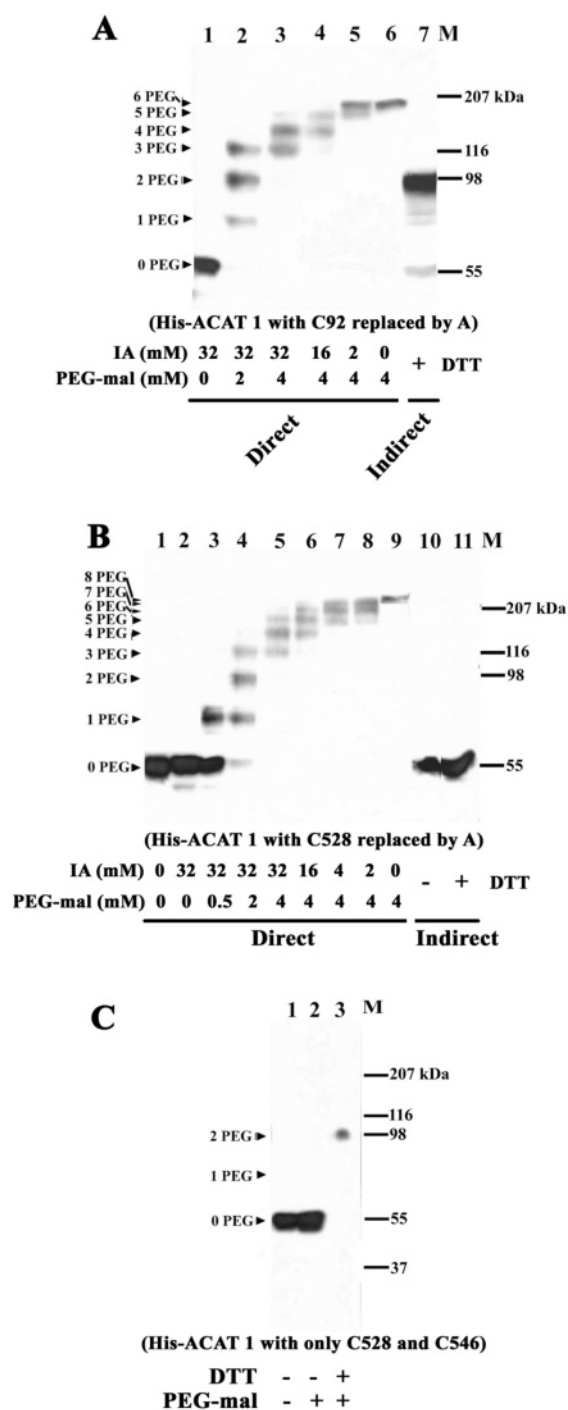 A
1 2 3 4 5 6 7 M
6 PEG
5 PEG
4 PEG
3 PEG
2 PEG
1 PEG
0 PEG
207 kDa
116
98
55
(His-ACAT 1 with C92 replaced by A)
IA (mM) 32 32 32 16 2 0 + DTT
PEG-mal (mM) 0 2 4 4 4 4
Direct Indirect
B
1 2 3 4 5 6 7 8 9 10 11 M
8 PEG
7 PEG
6 PEG
5 PEG
4 PEG
3 PEG
2 PEG
1 PEG
0 PEG
207 kDa
116
98
55
(His-ACAT 1 with C528 replaced by A)
IA (mM) 0 32 32 32 32 16 4 2 0 - + DTT
PEG-mal (mM) 0 0 0.5 2 4 4 4 4 4
Direct Indirect
C
1 2 3 M
207 kDa
116
2 PEG 98
1 PEG
0 PEG 55
37
(His-ACAT 1 with only C528 and C546)
DTT - - +
PEG-mal - + +